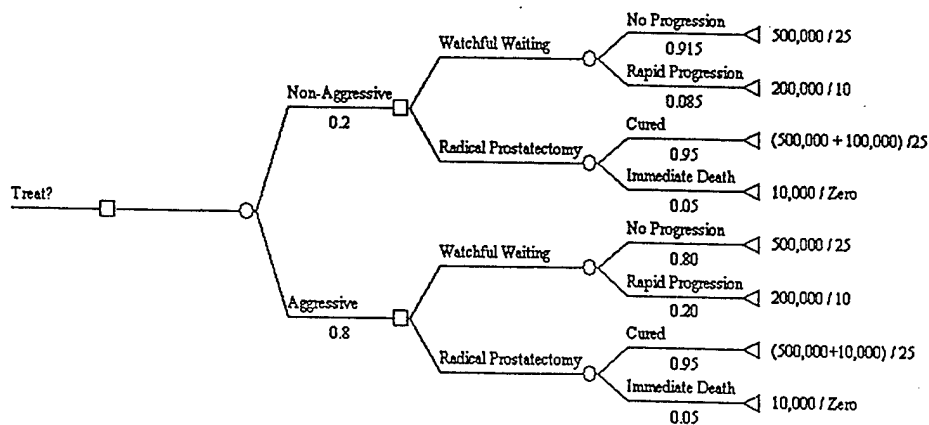 No Progression
0.915
500,000 / 25
Watchful Waiting
Rapid Progression
0.085
200,000 / 10
Non-Aggressive
0.2
Cured
0.95
(500,000 + 100,000) /25
Radical Prostatectomy
Immediate Death
0.05
10,000 / Zero
Treat?
No Progression
0.80
500,000 / 25
Watchful Waiting
Rapid Progression
0.20
200,000 / 10
Aggressive
0.8
Cured
0.95
(500,000+10,000) / 25
Radical Prostatectomy
Immediate Death
0.05
10,000 / Zero